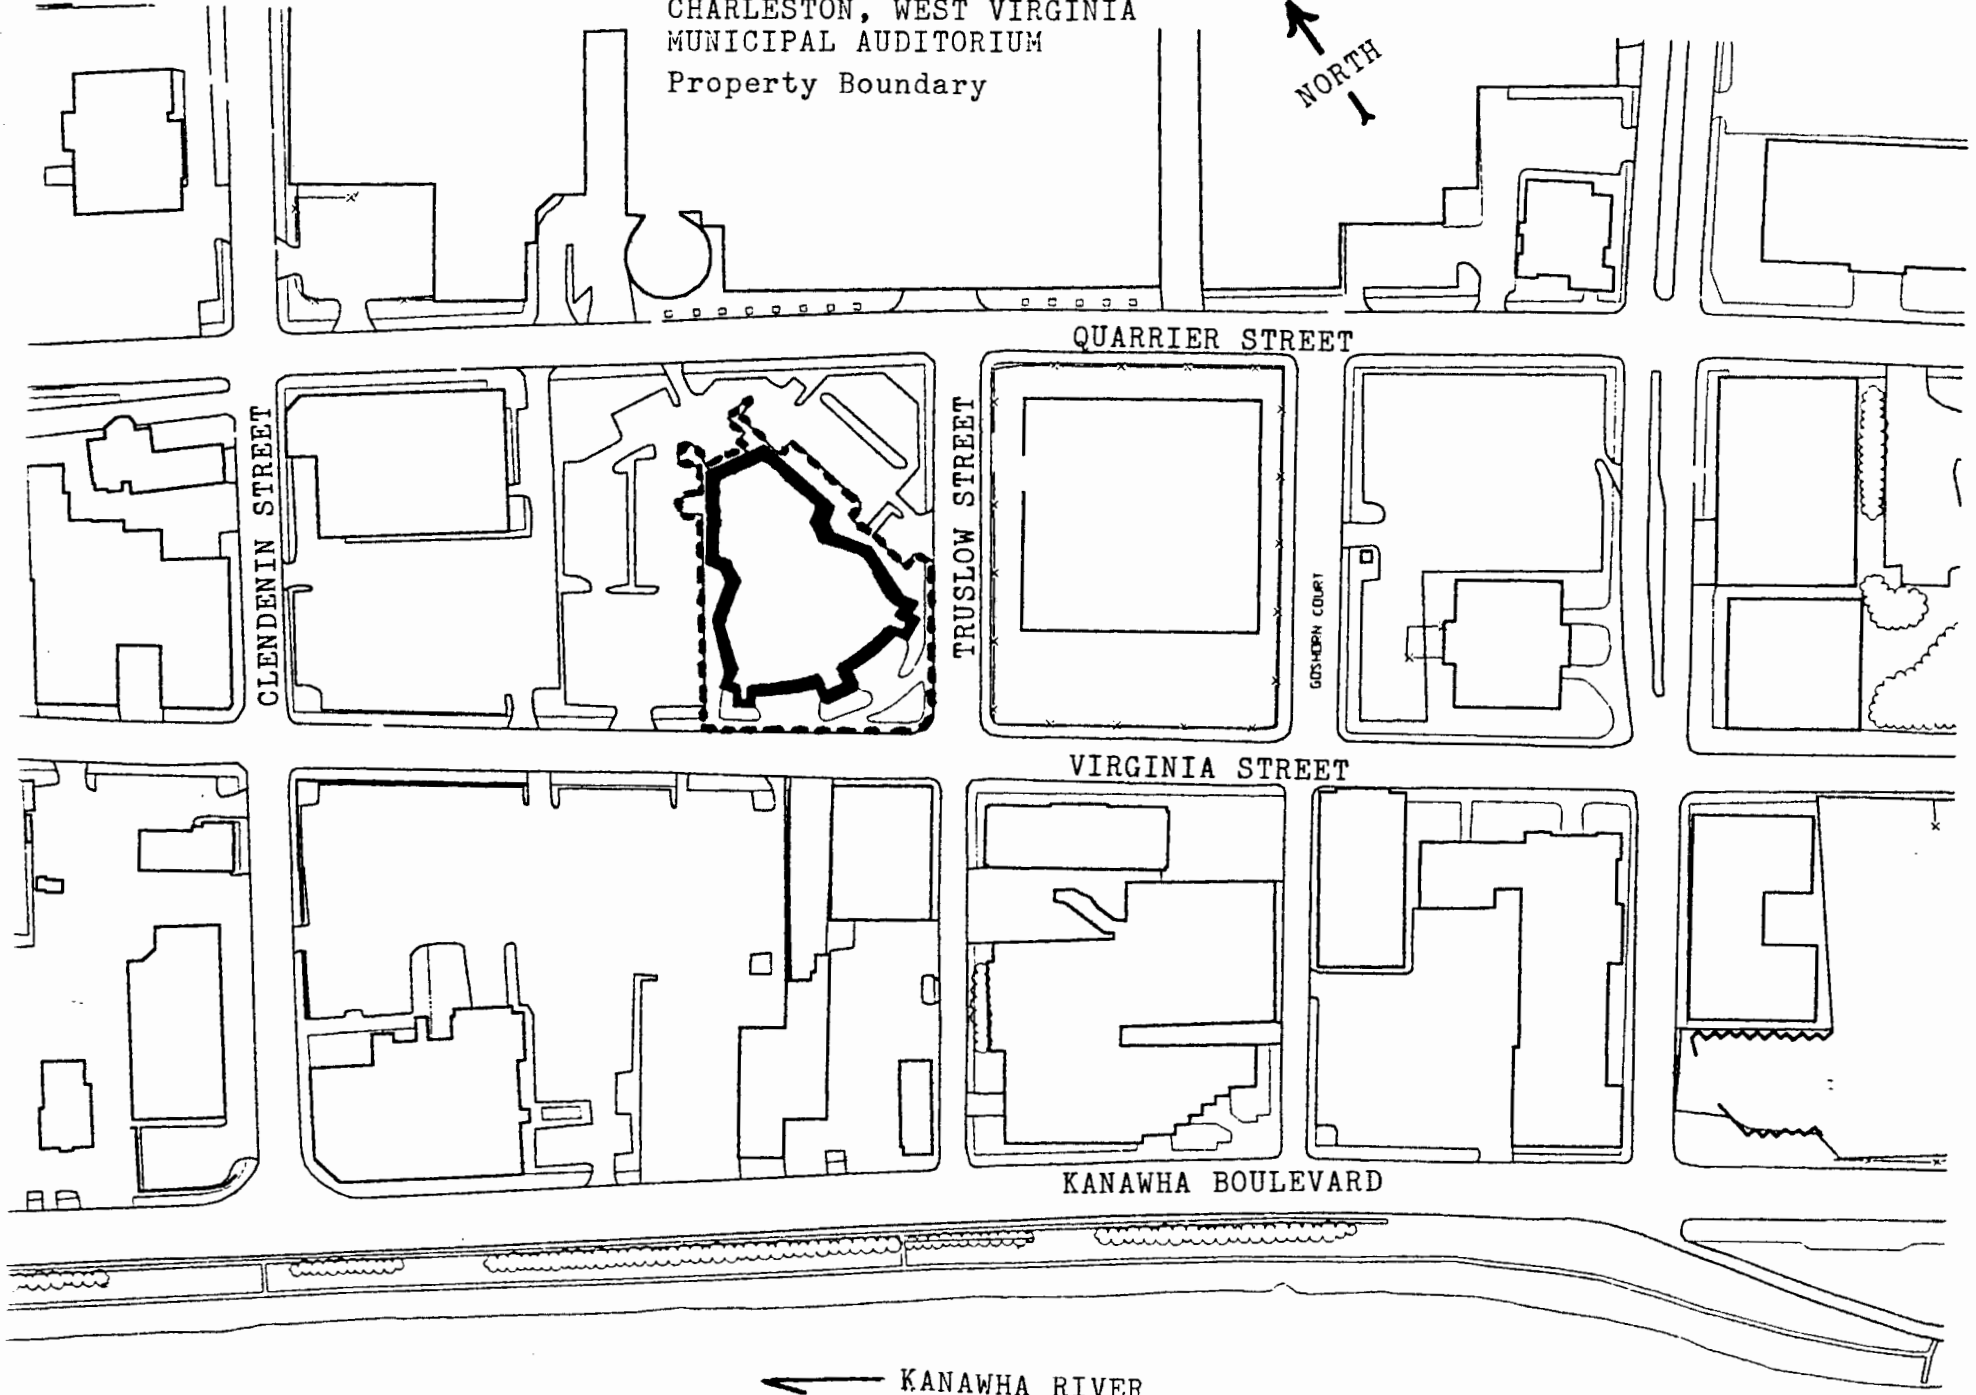 CHARLESTON, WEST VIRGINIA
MUNICIPAL AUDITORIUM
Property Boundary
NORTH
QUARRIER STREET
CLENDENIN STREET
TRUSLOW STREET
GOSHORN COURT
VIRGINIA STREET
KANAWHA BOULEVARD
KANAWHA RIVER